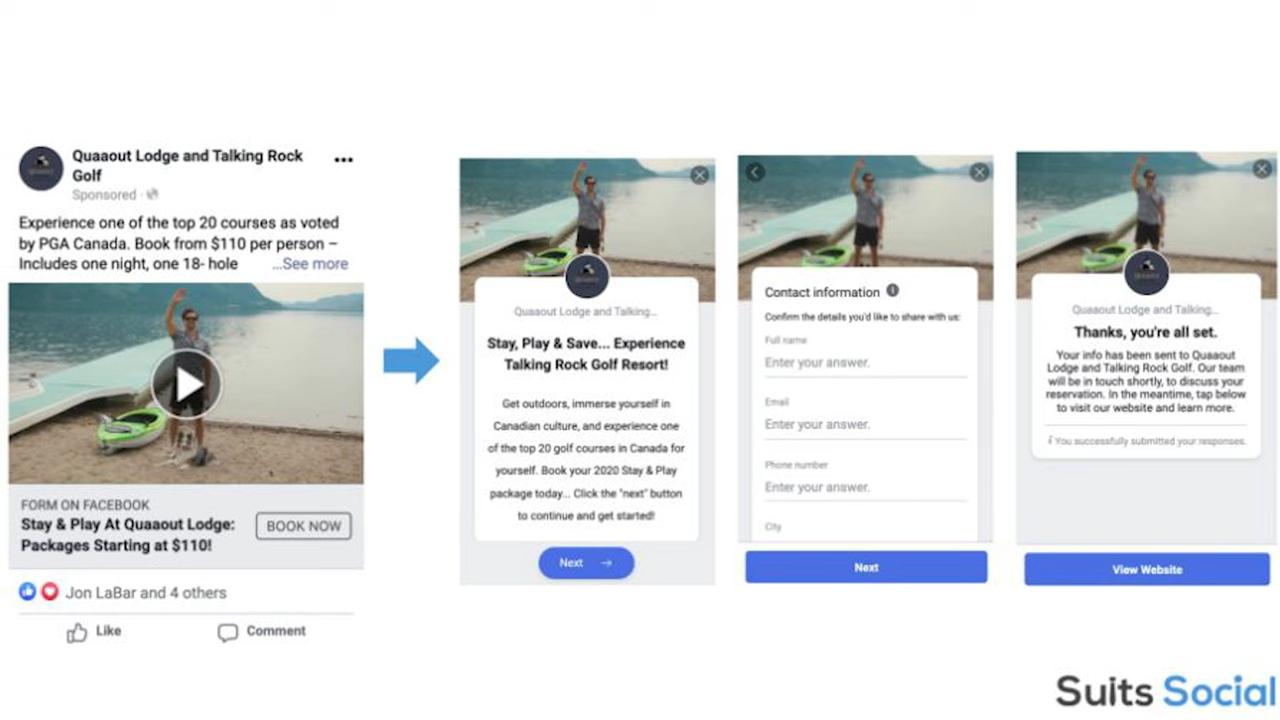 Quaaout Lodge and Talking Rock
Golf
Sponsored ·
Experience one of the top 20 courses as voted
by PGA Canada. Book from $110 per person –
Includes one night, one 18- hole ...See more
FORM ON FACEBOOK
Stay & Play At Quaaout Lodge:
Packages Starting at $110!
BOOK NOW
Jon LaBar and 4 others
Like
Comment
Quaaout Lodge and Talking...
Stay, Play & Save... Experience
Talking Rock Golf Resort!
Get outdoors, immerse yourself in
Canadian culture, and experience one
of the top 20 golf courses in Canada for
yourself. Book your 2020 Stay & Play
package today... Click the "next" button
to continue and get started!
Next
Contact information
Confirm the details you'd like to share with us:
Full name
Enter your answer.
Email
Enter your answer.
Phone number
Enter your answer.
City
Next
Quaaout Lodge and Talking...
Thanks, you're all set.
Your info has been sent to Quaaout
Lodge and Talking Rock Golf. Our team
will be in touch shortly, to discuss your
reservation. In the meantime, tap below
to visit our website and learn more.
You successfully submitted your responses.
View Website
Suits Social